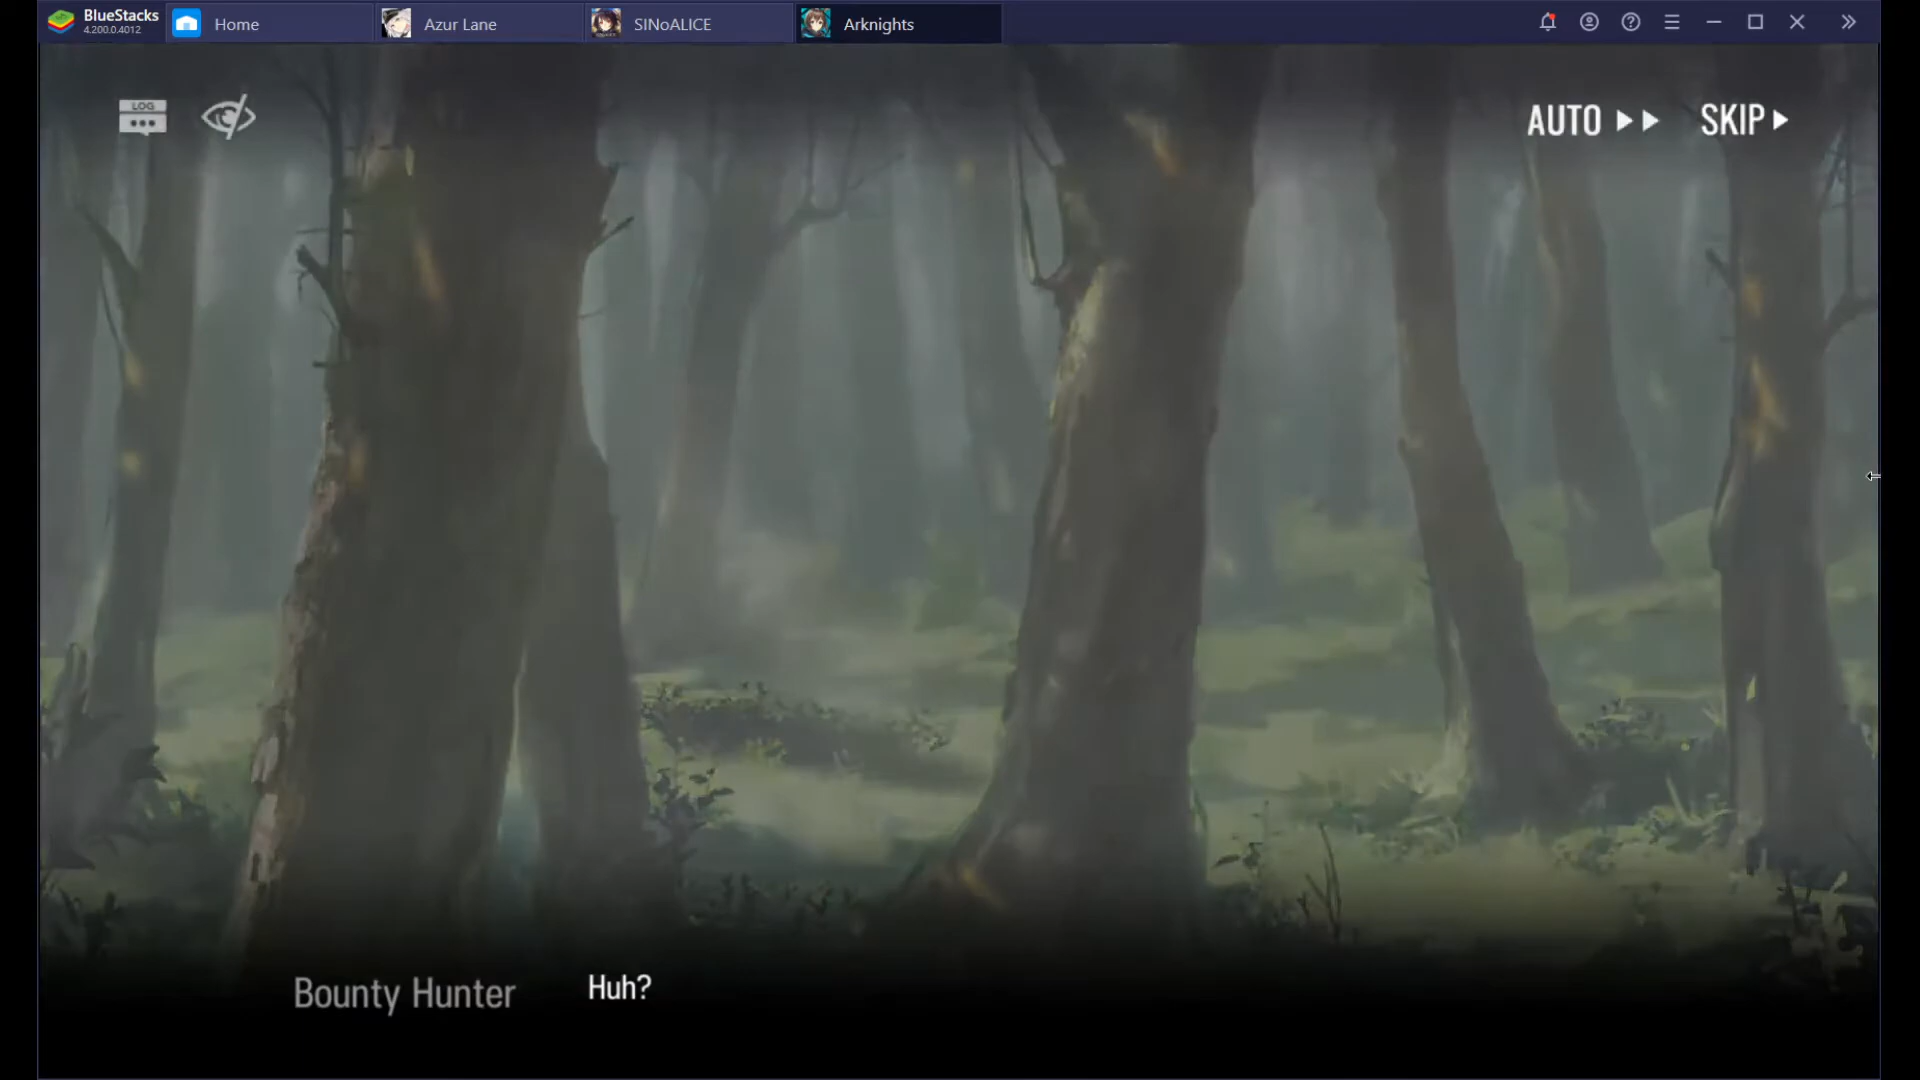 BlueStacks
4.200.0.4012
Home
Azur Lane
SINoALICE
Arknights
LOG
AUTO
SKIP
Bounty Hunter
Huh?